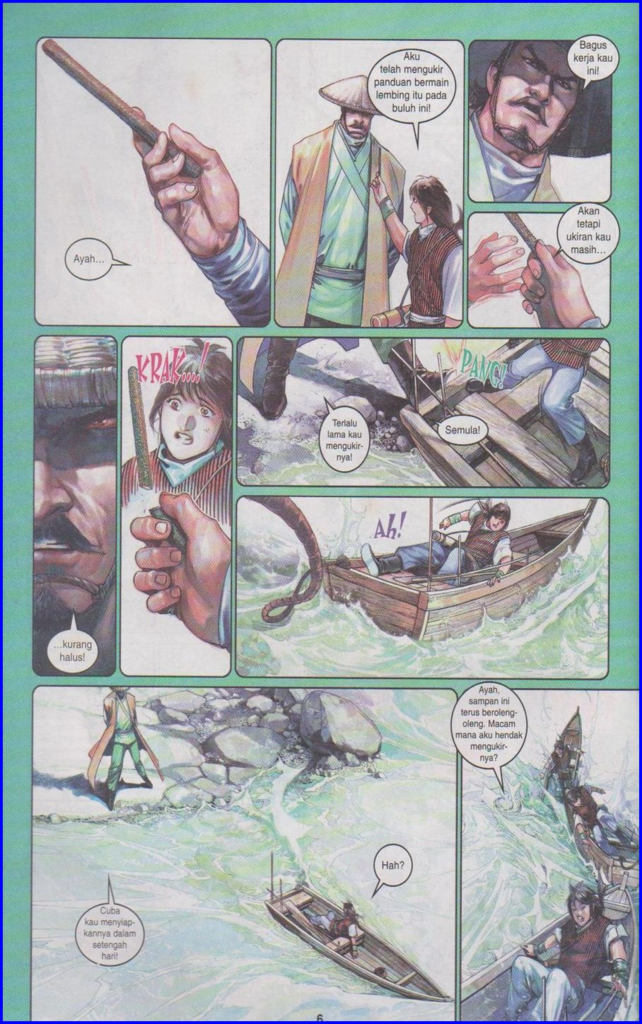 Ayah...
Aku
telah mengukir
panduan bermain
lembing itu pada
buluh ini!
Bagus
kerja kau
ini!
Akan
tetapi
ukiran kau
masih...
...kurang
halus!
KRAK....!
Terlalu
lama kau
mengukir-
nya!
PANG!
Semula!
Ah!
Cuba
kau menyiap-
kannya dalam
setengah
hari!
Hah?
Ayah,
sampan ini
terus beroleng-
oleng. Macam
mana aku hendak
mengukir-
nya?
6